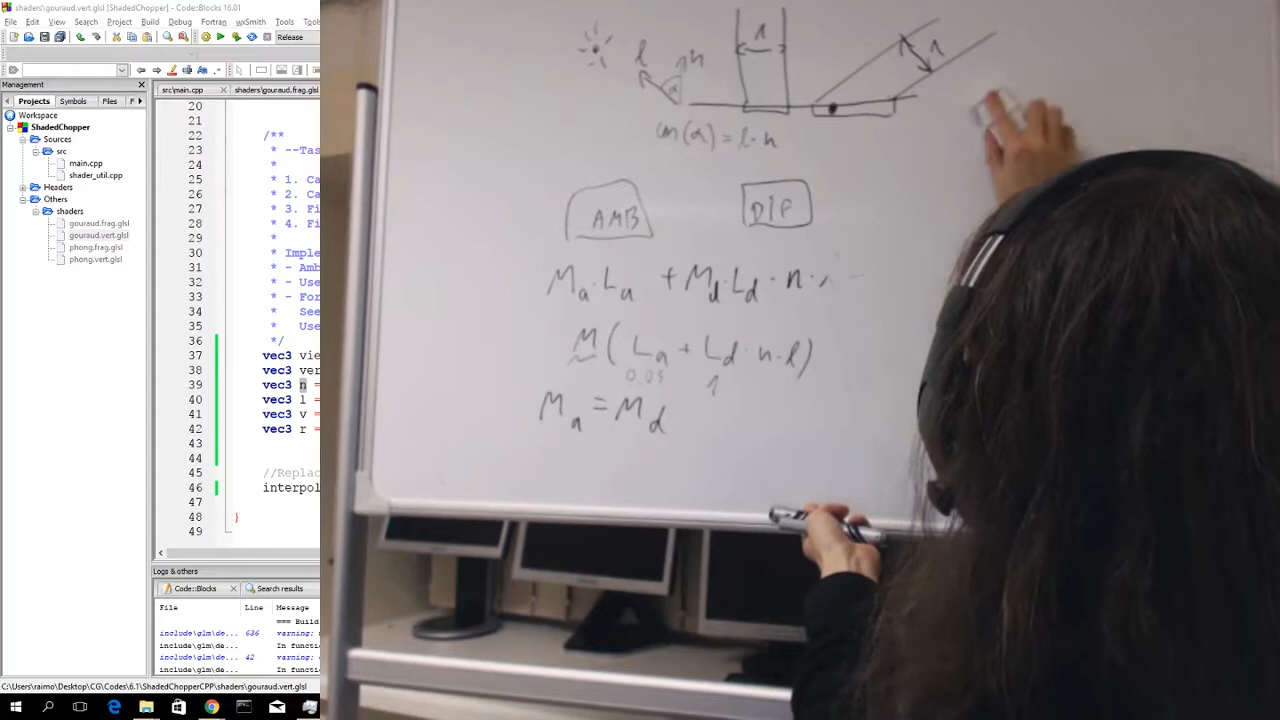 shaders\gouraud.vert.glsl [ShadedChopper] - Code::Blocks 16.01
File Edit View Search Project Build Debug Fortran wxSmith Tools
Release
Management
Projects Symbols Files
Workspace
ShadedChopper
Sources
src
main.cpp
shader_util.cpp
Headers
Others
shaders
gouraud.frag.glsl
gouraud.vert.glsl
phong.frag.glsl
phong.vert.glsl
src\main.cpp shaders\gouraud.frag.glsl
20
21
22 /**
23 * --Tas
24 *
25 * 1. Ca
26 * 2. Ca
27 * 3. Fi
28 * 4. Fi
29 *
30 * Imple
31 * - Amb
32 * - Use
33 * - For
34 See
35 Use
36 */
37 vec3 vie
38 vec3 ver
39 vec3 n =
40 vec3 l =
41 vec3 v =
42 vec3 r =
43
44
45 //Replac
46 interpol
47
48 }
49
Logs & others
Code::Blocks Search results
File Line Message
=== Buil
include\glm\de... 636 warning:
include\glm\de... In functi
include\glm\de... 42 warning:
include\glm\de... In functi
C:\Users\raimo\Desktop\CG\Codes\6.1\ShadedChopperCPP\shaders\gouraud.vert.glsl
l n 1 1
α
cos(α) = l·n
AMB DIF
Ma·La + Md·Ld·n·
M(La + Ld·n·l)
0.05 1
Ma = Md